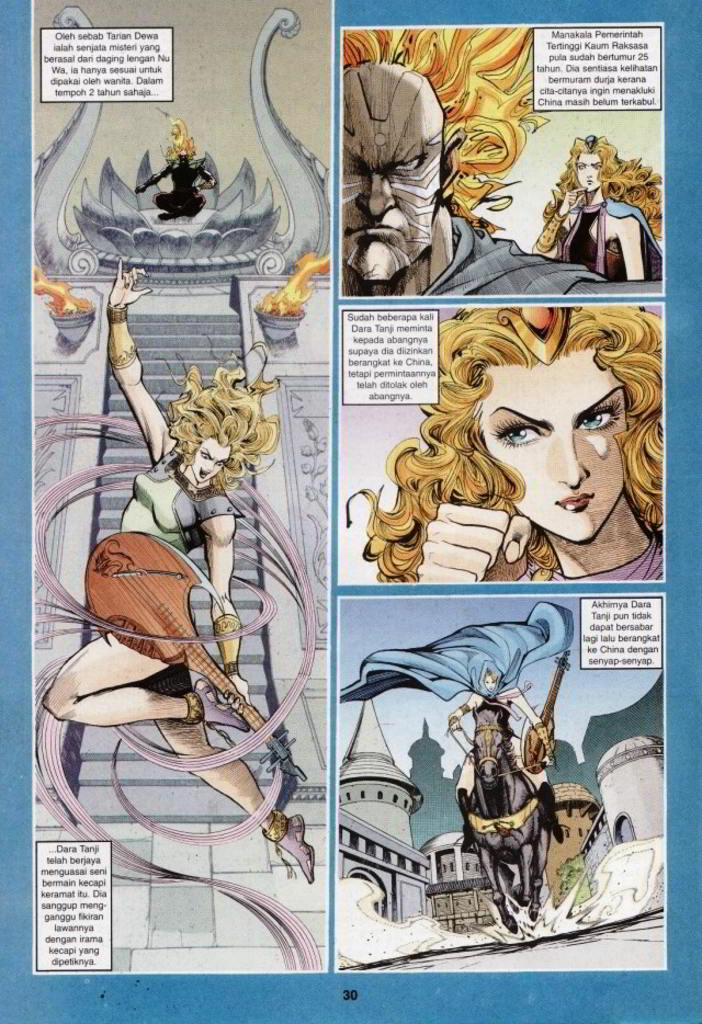 Oleh sebab Tarian Dewa
ialah senjata misteri yang
berasal dari daging lengan Nu
Wa, ia hanya sesuai untuk
dipakai oleh wanita. Dalam
tempoh 2 tahun sahaja...
...Dara Tanji
telah berjaya
menguasai seni
bermain kecapi
keramat itu. Dia
sanggup meng-
ganggu fikiran
lawannya
dengan irama
kecapi yang
dipetiknya.
Manakala Pemerintah
Tertinggi Kaum Raksasa
pula sudah bertumur 25
tahun. Dia sentiasa kelihatan
bermuram durja kerana
cita-citanya ingin menakluki
China masih belum terkabul.
Sudah beberapa kali
Dara Tanji meminta
kepada abangnya
supaya dia diizinkan
berangkat ke China,
tetapi permintaannya
telah ditolak oleh
abangnya.
Akhirnya Dara
Tanji pun tidak
dapat bersabar
lagi lalu berangkat
ke China dengan
senyap-senyap.
30